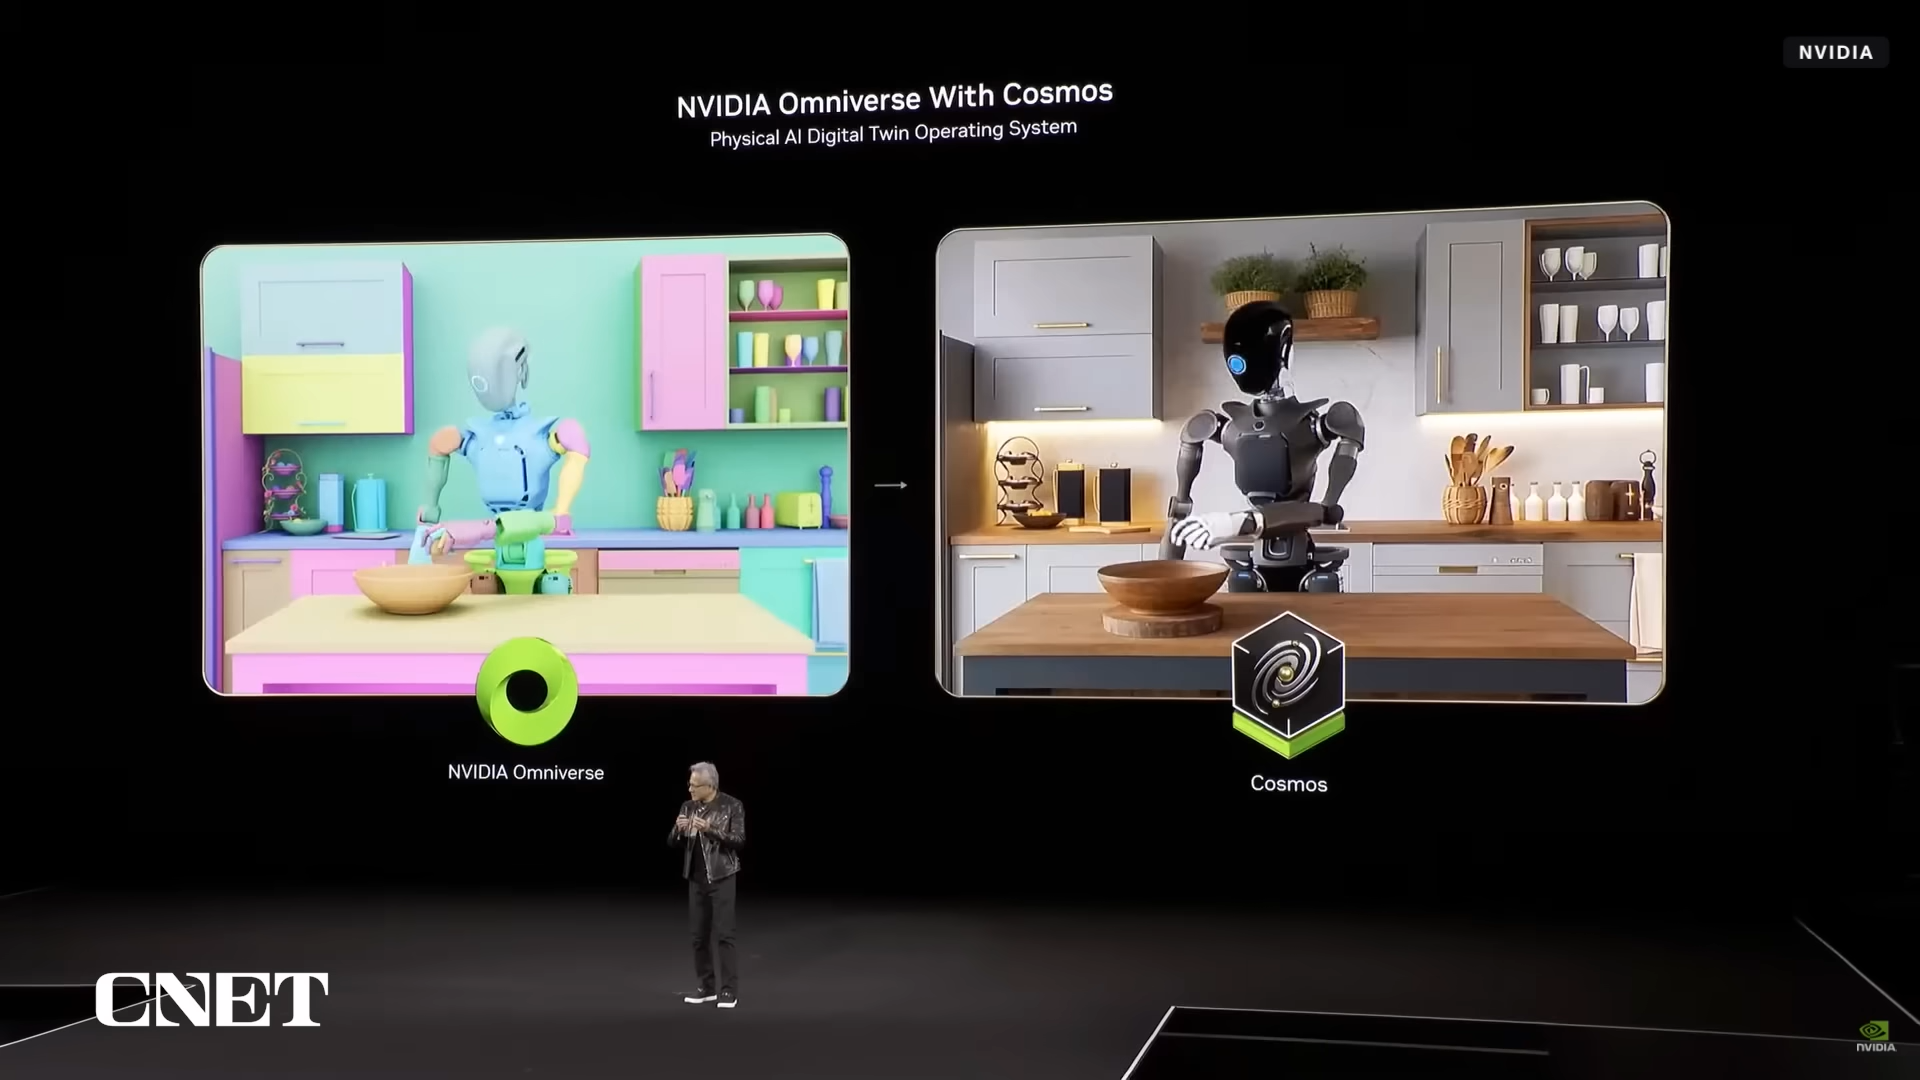 NVIDIA
NVIDIA Omniverse With Cosmos
Physical AI Digital Twin Operating System
NVIDIA Omniverse
Cosmos
CNET
NVIDIA